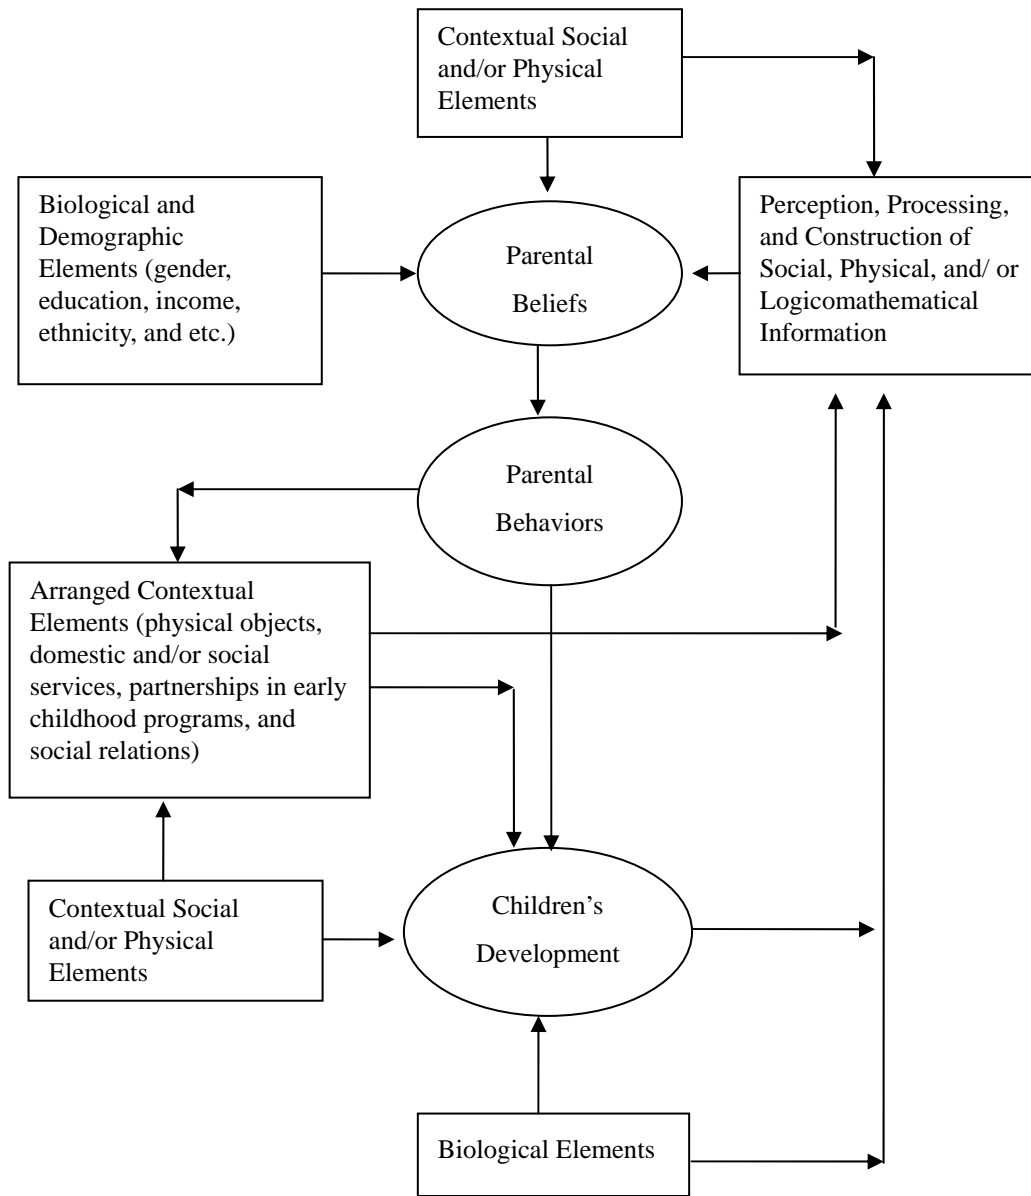 Contextual Social
and/or Physical
Elements
Biological and
Demographic
Elements (gender,
education, income,
ethnicity, and etc.)
Parental
Beliefs
Perception, Processing,
and Construction of
Social, Physical, and/ or
Logicomathematical
Information
Parental
Behaviors
Arranged Contextual
Elements (physical objects,
domestic and/or social
services, partnerships in early
childhood programs, and
social relations)
Contextual Social
and/or Physical
Elements
Children’s
Development
Biological Elements